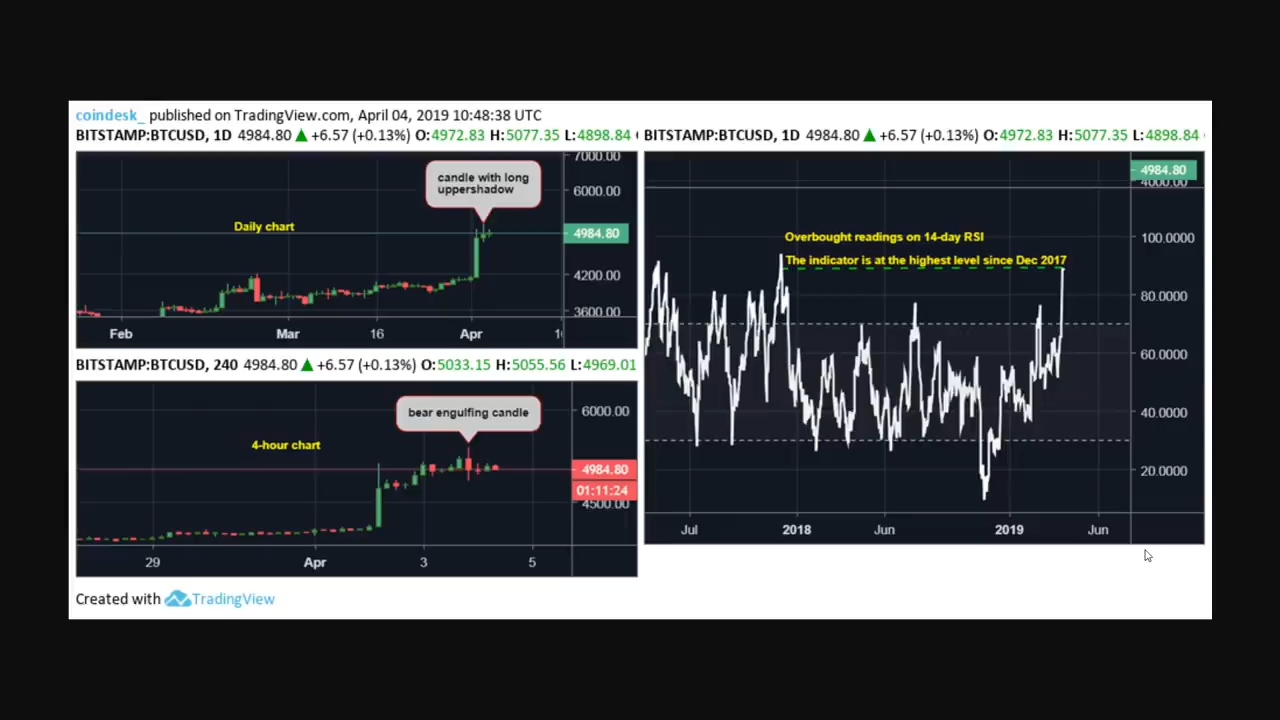 coindesk_ published on TradingView.com, April 04, 2019 10:48:38 UTC
BITSTAMP:BTCUSD, 1D 4984.80 ▲ +6.57 (+0.13%) O:4972.83 H:5077.35 L:4898.84
candle with long
uppershadow
Daily chart
7000.00
6000.00
4984.80
4200.00
3600.00
Feb Mar 16 Apr
BITSTAMP:BTCUSD, 240 4984.80 ▲ +6.57 (+0.13%) O:5033.15 H:5055.56 L:4969.01
bear engulfing candle
4-hour chart
6000.00
4984.80
01:11:24
4500.00
29 Apr 3 5
BITSTAMP:BTCUSD, 1D 4984.80 ▲ +6.57 (+0.13%) O:4972.83 H:5077.35 L:4898.84
4984.80
4000.00
Overbought readings on 14-day RSI
The indicator is at the highest level since Dec 2017
100.0000
80.0000
60.0000
40.0000
20.0000
Jul 2018 Jun 2019 Jun
Created with TradingView